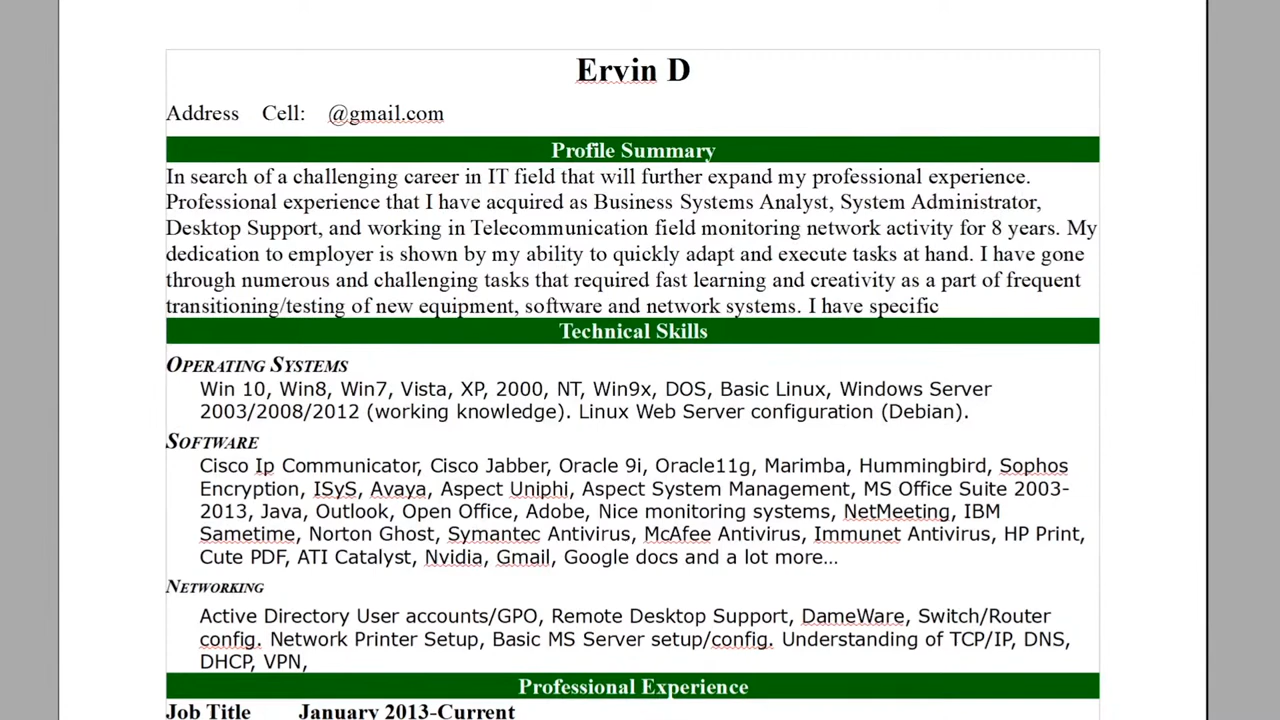 Ervin D
Address Cell: @gmail.com
Profile Summary
In search of a challenging career in IT field that will further expand my professional experience.
Professional experience that I have acquired as Business Systems Analyst, System Administrator,
Desktop Support, and working in Telecommunication field monitoring network activity for 8 years. My
dedication to employer is shown by my ability to quickly adapt and execute tasks at hand. I have gone
through numerous and challenging tasks that required fast learning and creativity as a part of frequent
transitioning/testing of new equipment, software and network systems. I have specific
Technical Skills
OPERATING SYSTEMS
Win 10, Win8, Win7, Vista, XP, 2000, NT, Win9x, DOS, Basic Linux, Windows Server
2003/2008/2012 (working knowledge). Linux Web Server configuration (Debian).
SOFTWARE
Cisco Ip Communicator, Cisco Jabber, Oracle 9i, Oracle11g, Marimba, Hummingbird, Sophos
Encryption, ISyS, Avaya, Aspect Uniphi, Aspect System Management, MS Office Suite 2003-
2013, Java, Outlook, Open Office, Adobe, Nice monitoring systems, NetMeeting, IBM
Sametime, Norton Ghost, Symantec Antivirus, McAfee Antivirus, Immunet Antivirus, HP Print,
Cute PDF, ATI Catalyst, Nvidia, Gmail, Google docs and a lot more…
NETWORKING
Active Directory User accounts/GPO, Remote Desktop Support, DameWare, Switch/Router
config. Network Printer Setup, Basic MS Server setup/config. Understanding of TCP/IP, DNS,
DHCP, VPN,
Professional Experience
Job Title January 2013-Current